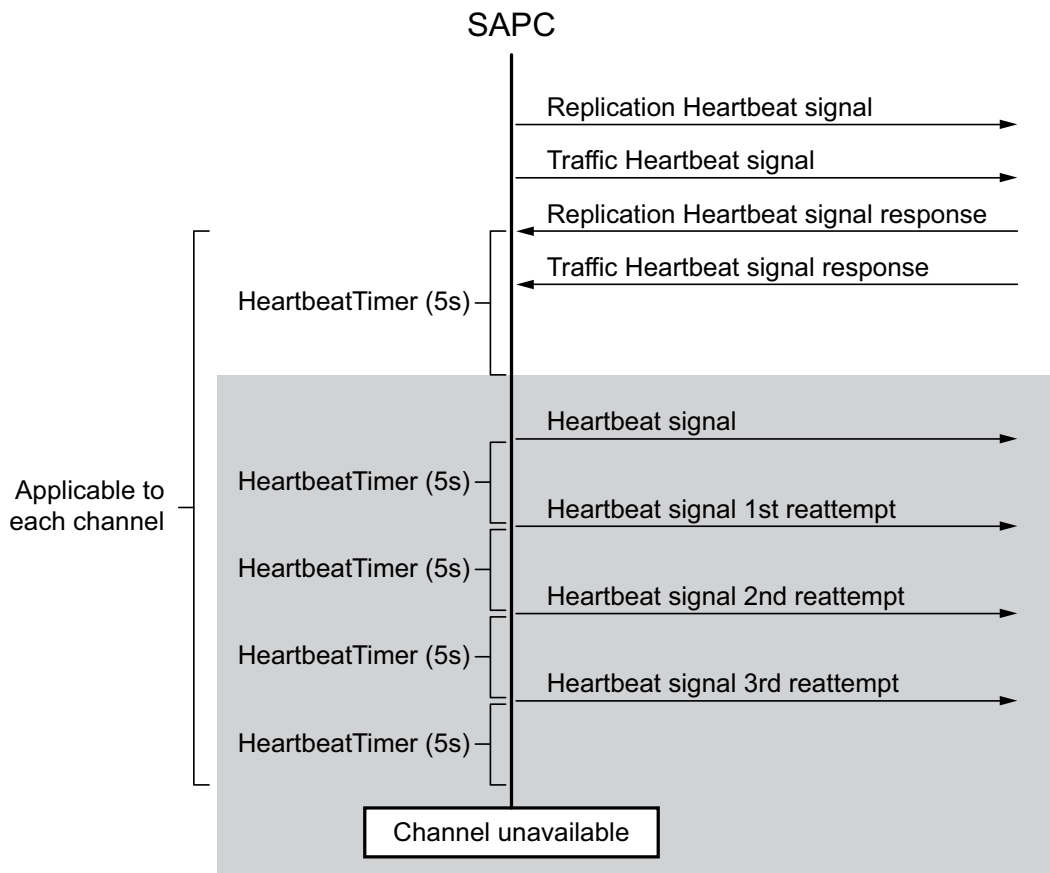 SAPC
Replication Heartbeat signal
Traffic Heartbeat signal
Replication Heartbeat signal response
Traffic Heartbeat signal response
HeartbeatTimer (5s)
Heartbeat signal
HeartbeatTimer (5s)
Applicable to
each channel
Heartbeat signal 1st reattempt
HeartbeatTimer (5s)
Heartbeat signal 2nd reattempt
HeartbeatTimer (5s)
Heartbeat signal 3rd reattempt
HeartbeatTimer (5s)
Channel unavailable